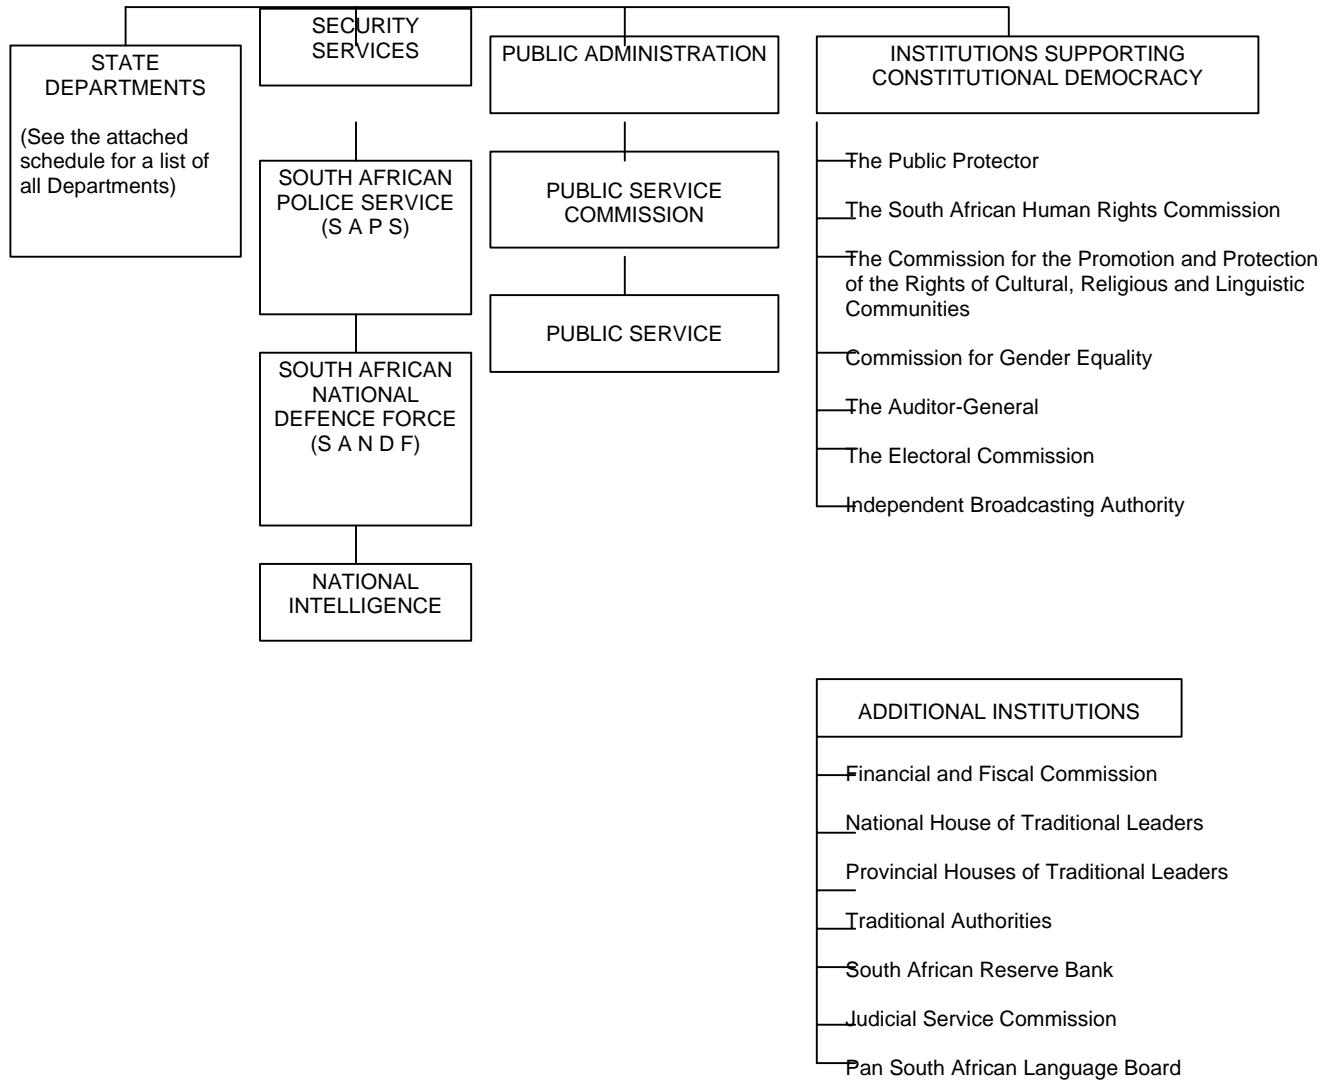 STATE
DEPARTMENTS
(See the attached
schedule for a list of
all Departments)
SECURITY
SERVICES
SOUTH AFRICAN
POLICE SERVICE
(S A P S)
SOUTH AFRICAN
NATIONAL
DEFENCE FORCE
(S A N D F)
NATIONAL
INTELLIGENCE
PUBLIC ADMINISTRATION
PUBLIC SERVICE
COMMISSION
PUBLIC SERVICE
INSTITUTIONS SUPPORTING
CONSTITUTIONAL DEMOCRACY
The Public Protector
The South African Human Rights Commission
The Commission for the Promotion and Protection
of the Rights of Cultural, Religious and Linguistic
Communities
Commission for Gender Equality
The Auditor-General
The Electoral Commission
Independent Broadcasting Authority
ADDITIONAL INSTITUTIONS
Financial and Fiscal Commission
National House of Traditional Leaders
Provincial Houses of Traditional Leaders
Traditional Authorities
South African Reserve Bank
Judicial Service Commission
Pan South African Language Board